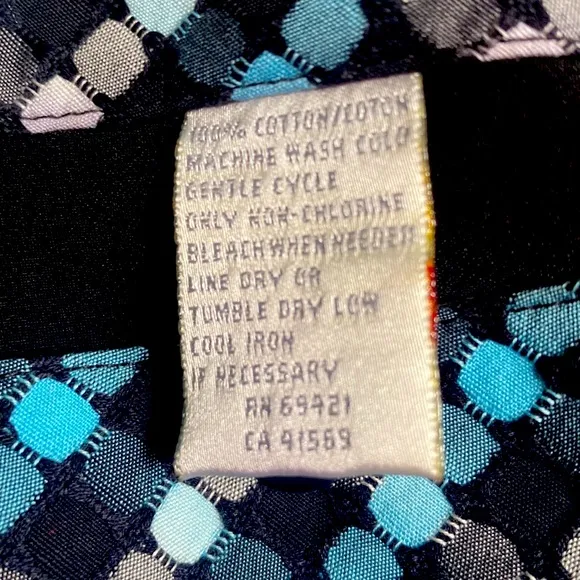 100% COTTON/COTON
MACHINE WASH COLD
GENTLE CYCLE
ONLY NON-CHLORINE
BLEACH WHEN NEEDED
LINE DRY OR
TUMBLE DRY LOW
COOL IRON
IF NECESSARY
RN 69421
CA 41569